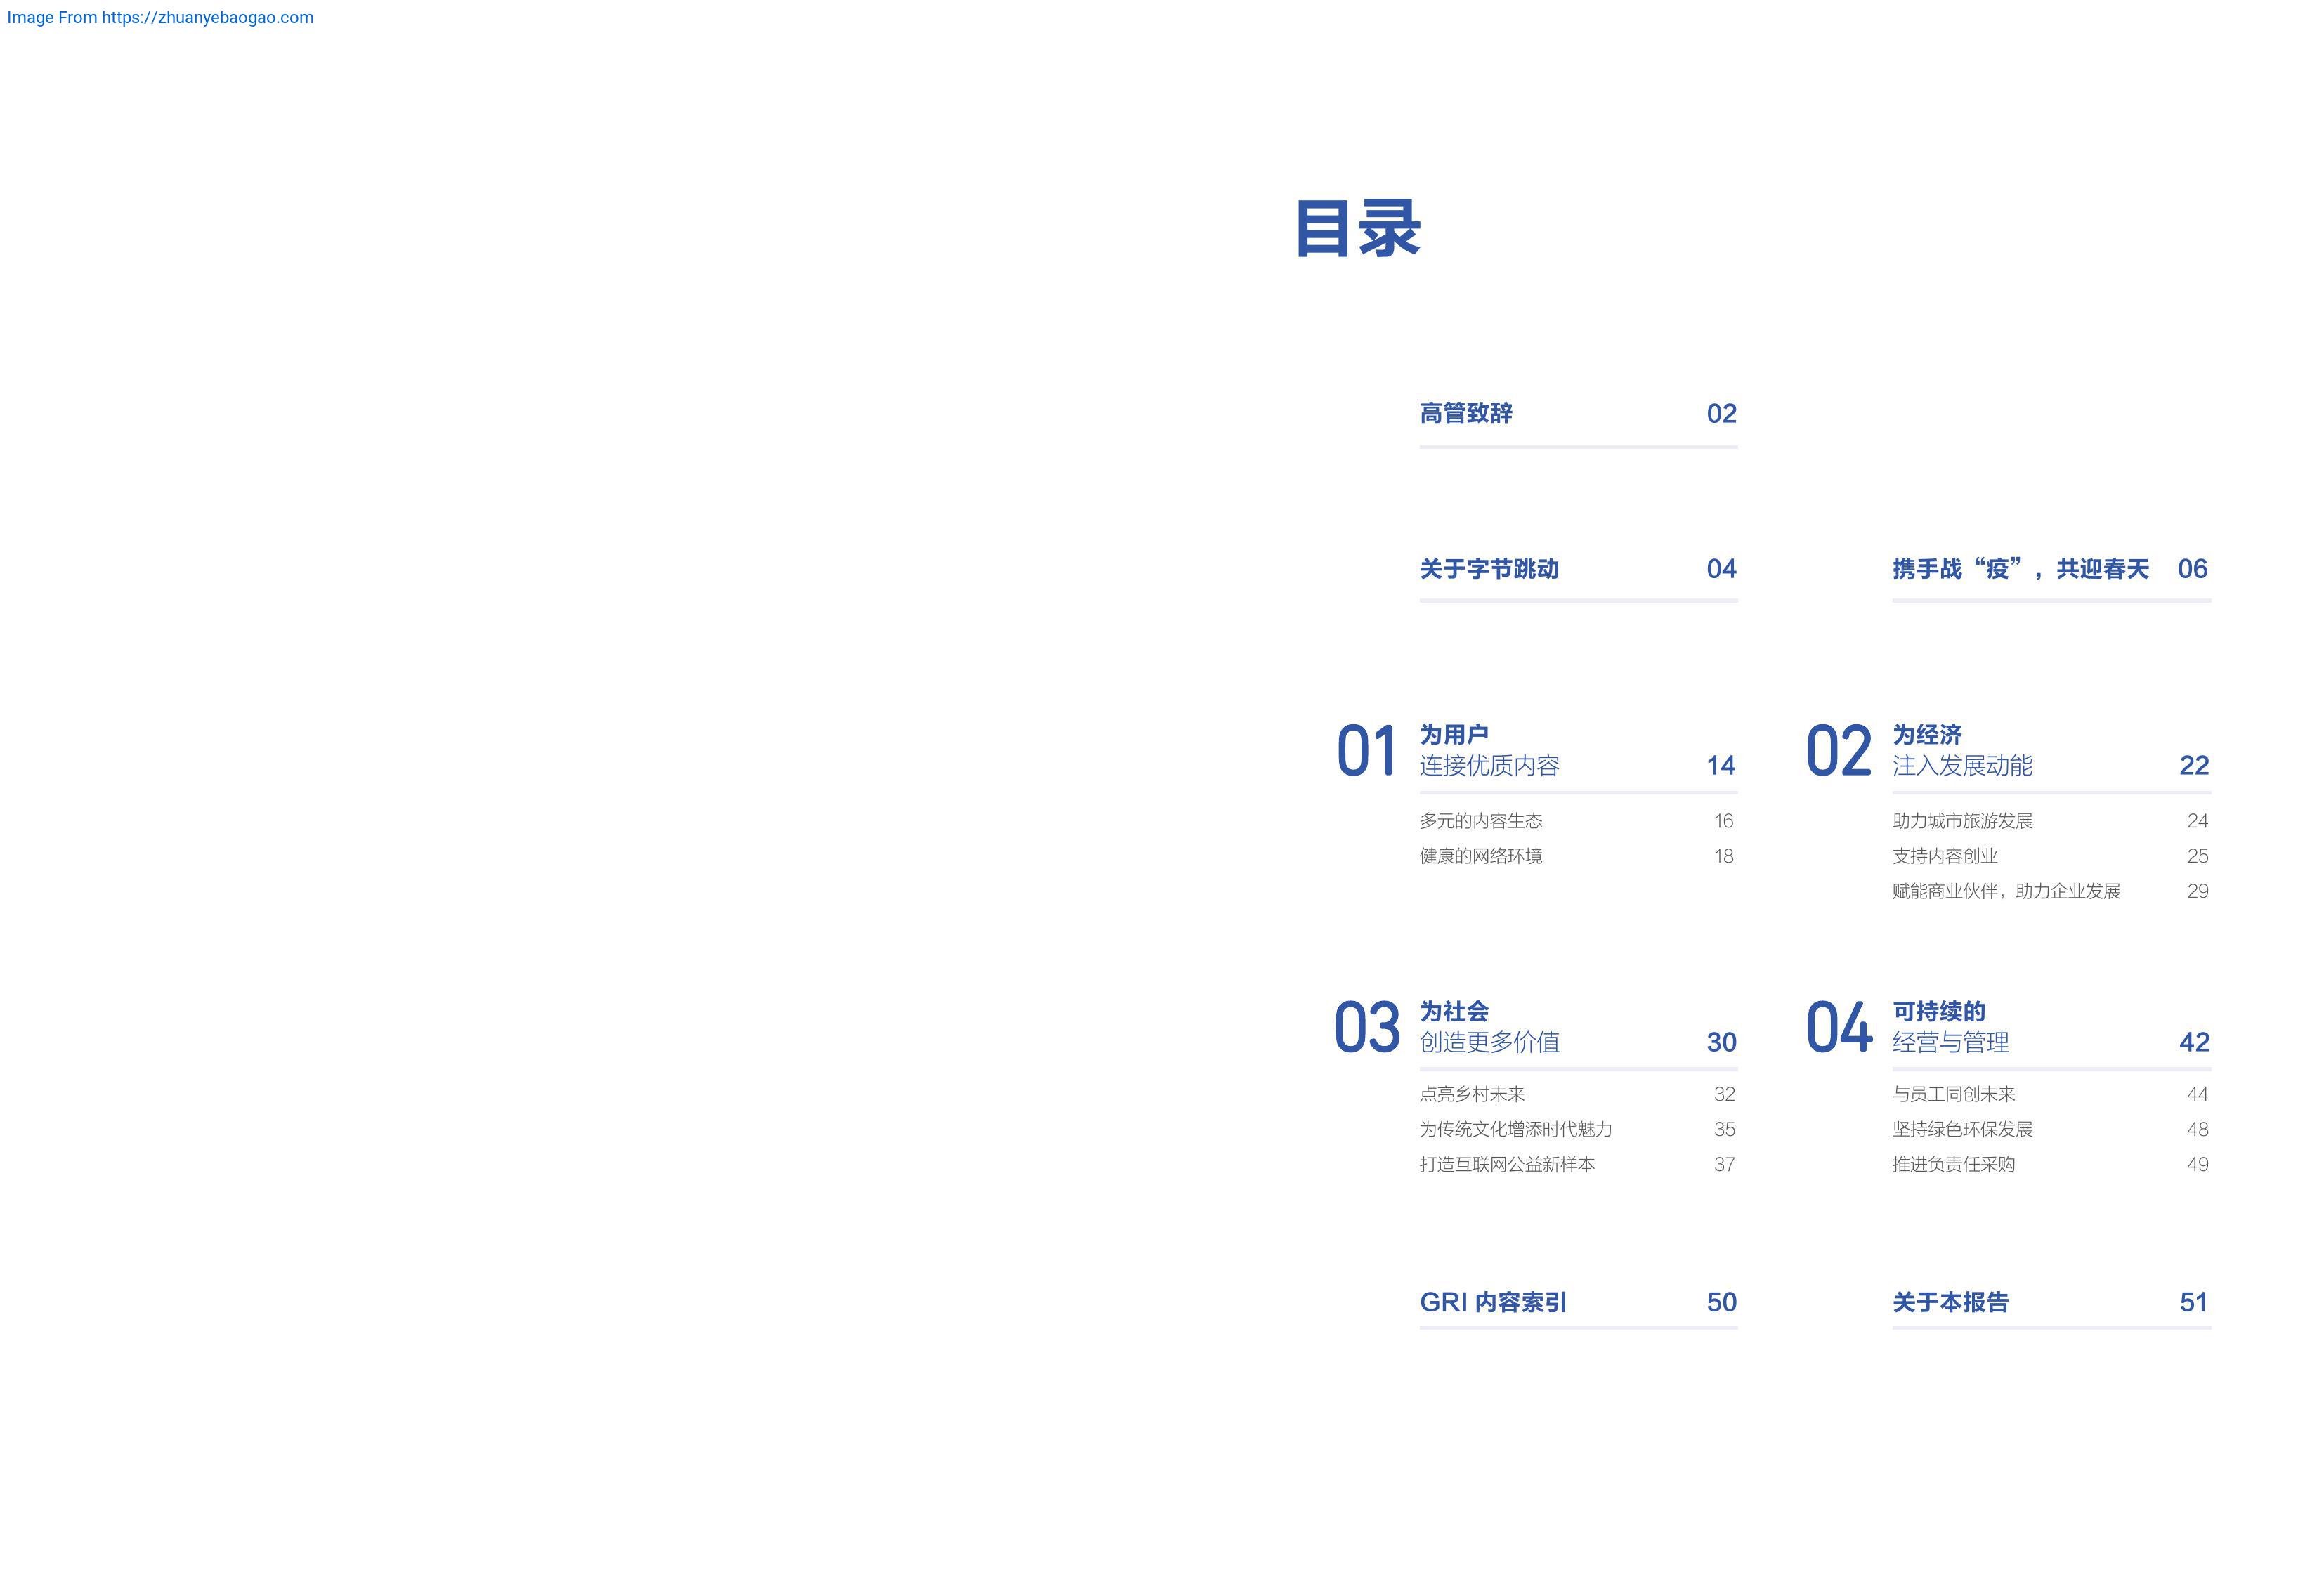 Image From https://zhuanyebaogao.com
目录
高管致辞 02
关于字节跳动 04
携手战“疫”，共迎春天 06
01 为用户
连接优质内容 14
多元的内容生态 16
健康的网络环境 18
02 为经济
注入发展动能 22
助力城市旅游发展 24
支持内容创业 25
赋能商业伙伴，助力企业发展 29
03 为社会
创造更多价值 30
点亮乡村未来 32
为传统文化增添时代魅力 35
打造互联网公益新样本 37
04 可持续的
经营与管理 42
与员工同创未来 44
坚持绿色环保发展 48
推进负责任采购 49
GRI 内容索引 50
关于本报告 51